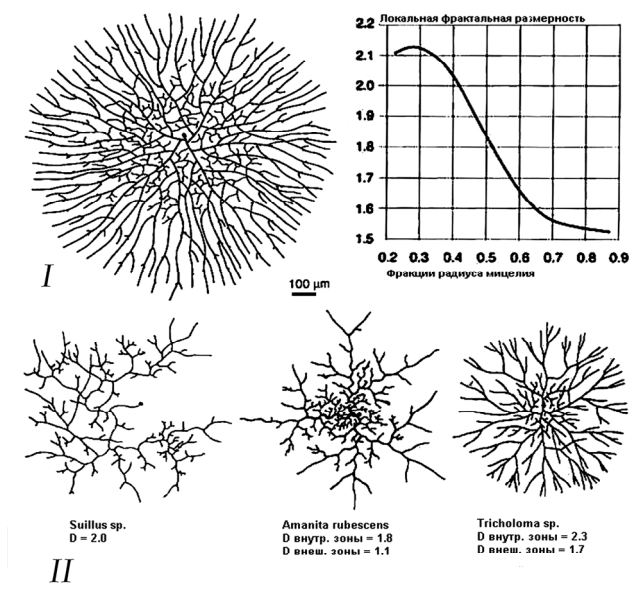 2.2
Локальная фрактальная размерность
2.1
2.0
1.9
1.8
1.7
1.6
1.5
0.2 0.3 0.4 0.5 0.6 0.7 0.8 0.9
Фракции радиуса мицелия
I
100 μm
Suillus sp.
D = 2.0
Amanita rubescens
D внутр. зоны = 1.8
D внеш. зоны = 1.1
Tricholoma sp.
D внутр. зоны = 2.3
D внеш. зоны = 1.7
II